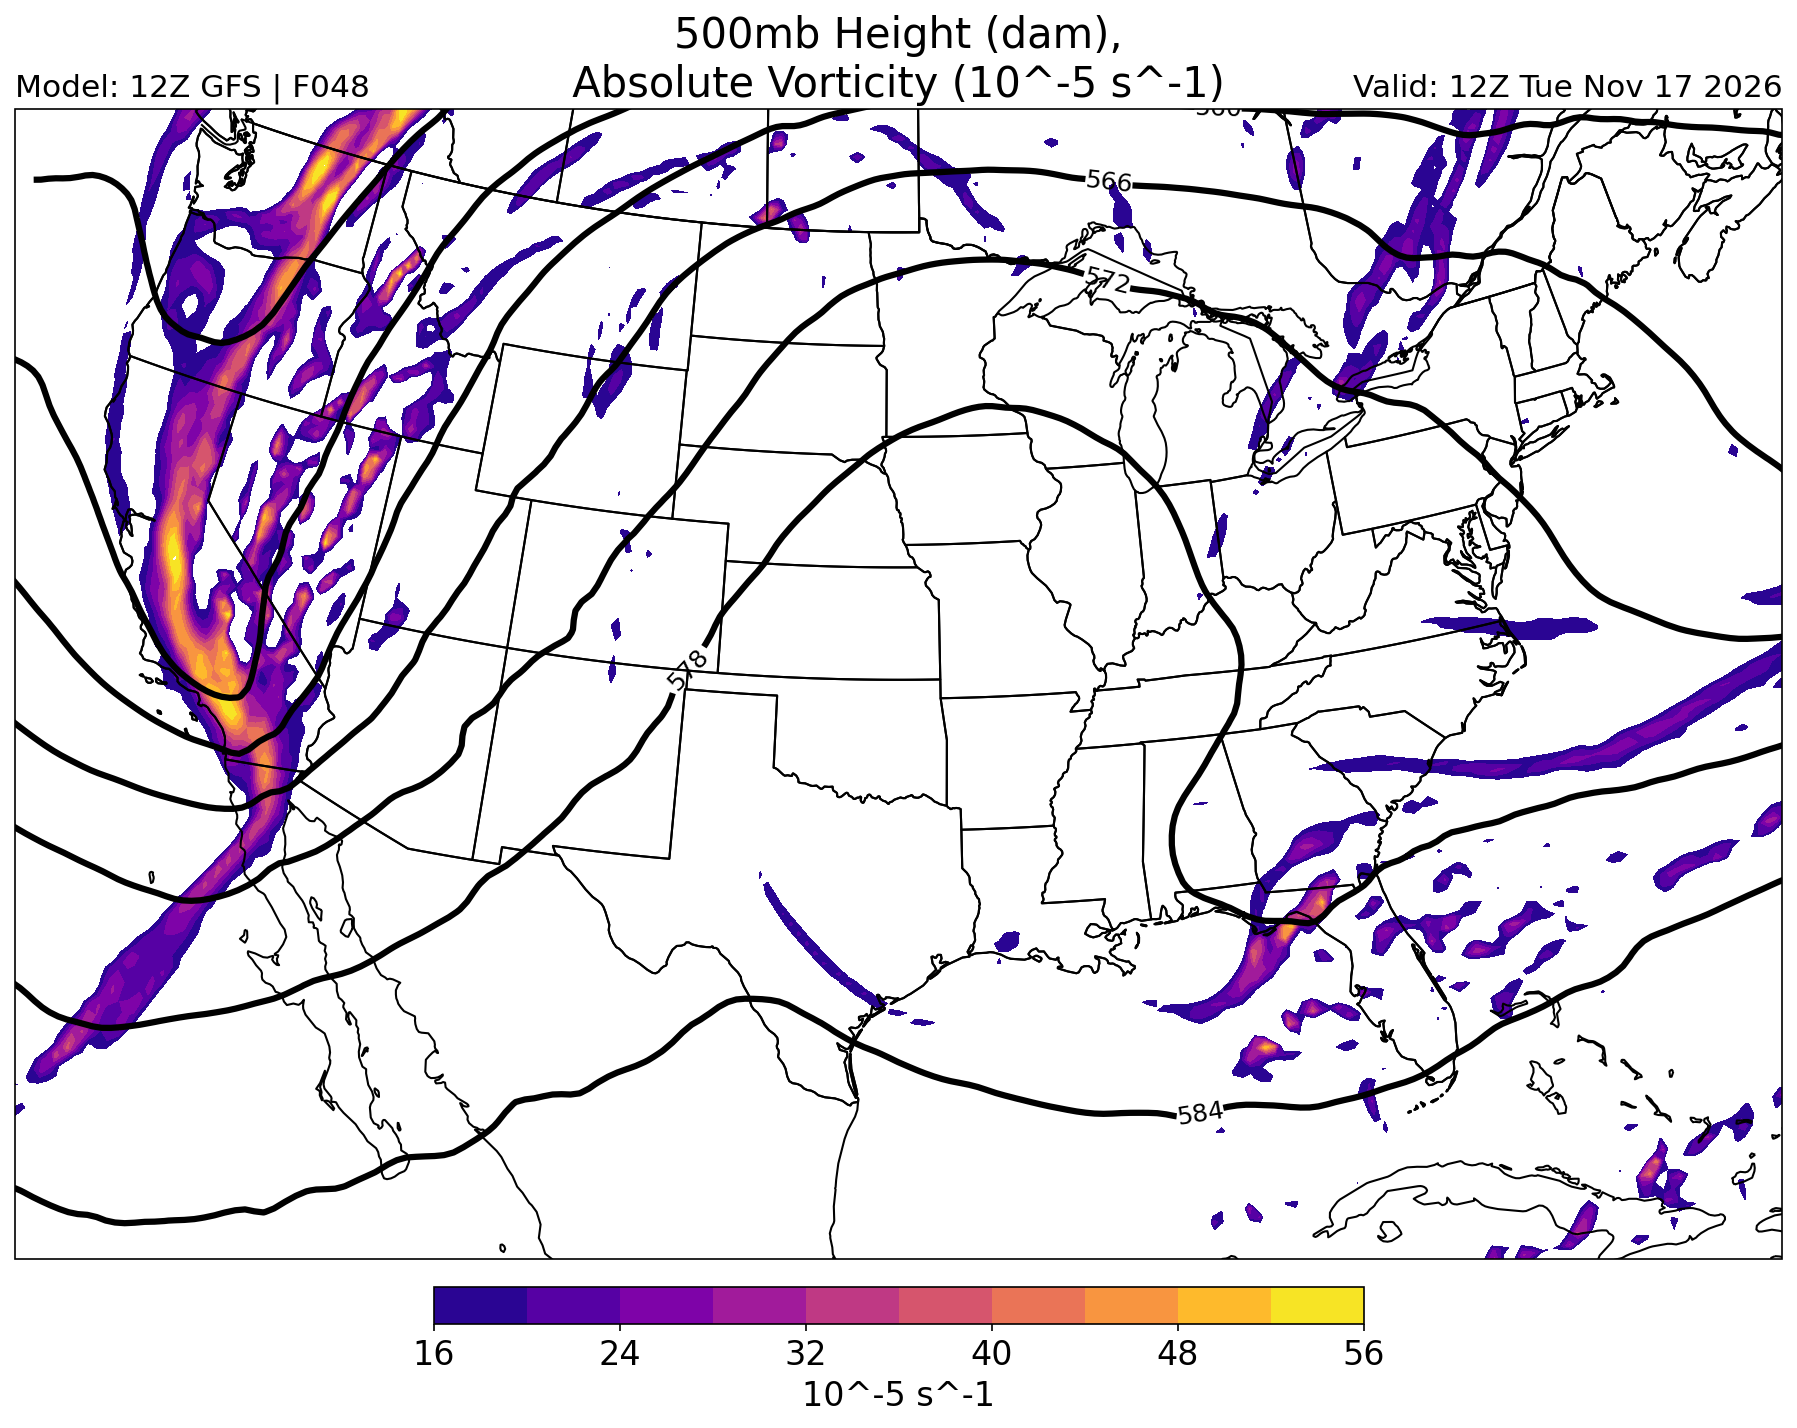 500mb Height (dam),
Absolute Vorticity (10^-5 s^-1)
Model: 12Z GFS | F048
Valid: 12Z Tue Nov 17 2026
566
572
578
584
16 24 32 40 48 56
10^-5 s^-1